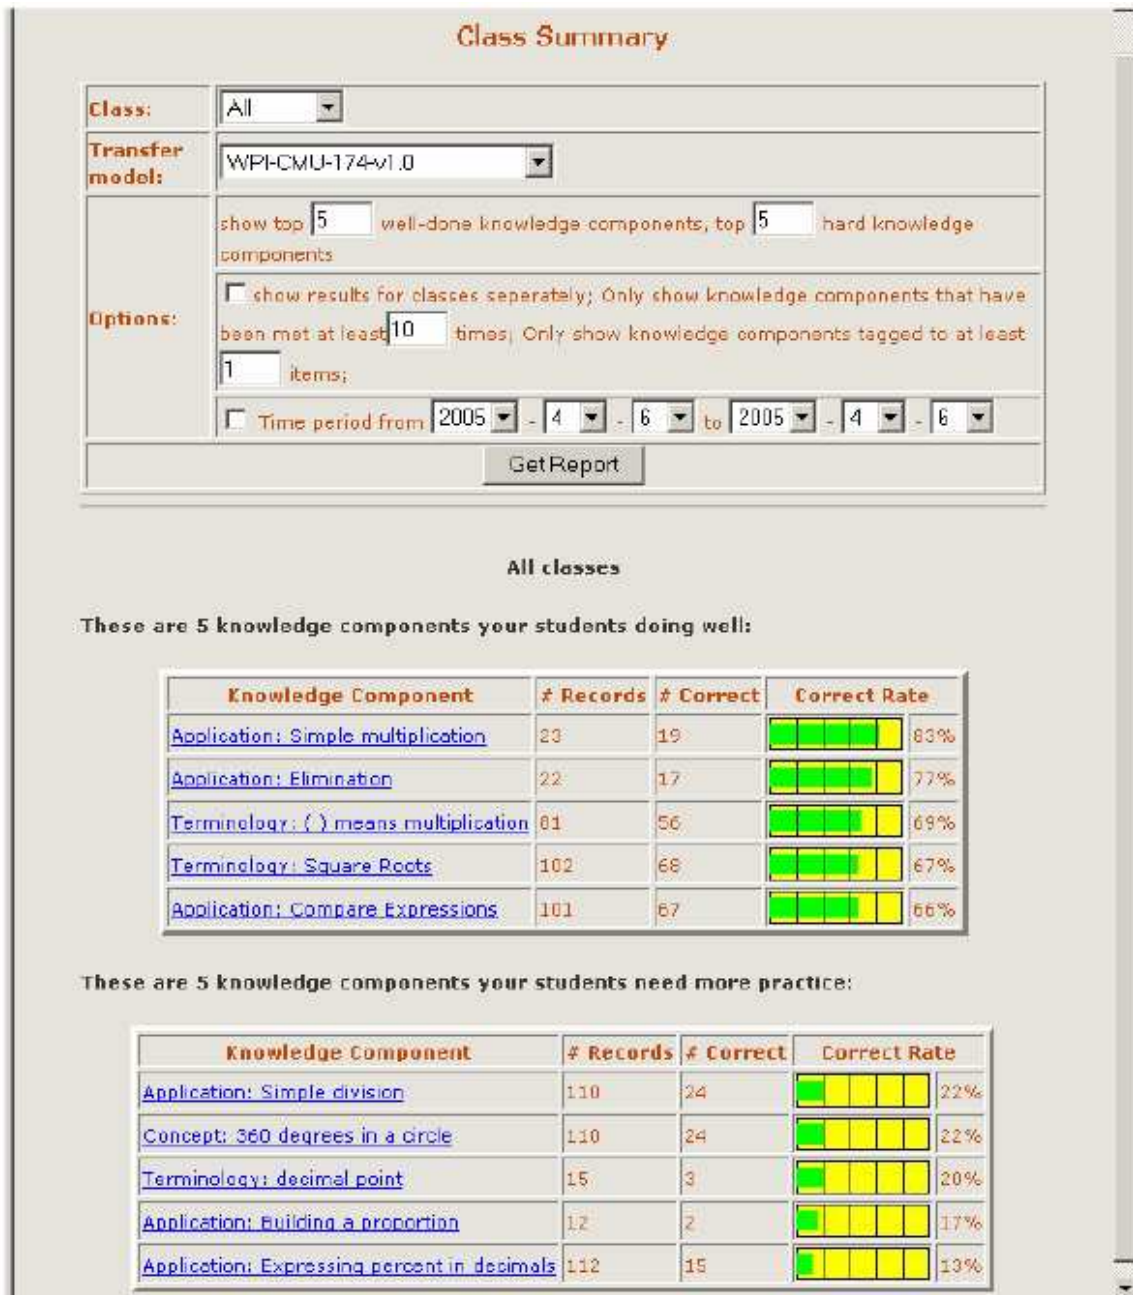 Class Summary
Class: All
Transfer model: WPI-CMU-174-v1.0
Options:
show top 5 well-done knowledge components, top 5 hard knowledge
components
show results for classes seperately; Only show knowledge components that have
been met at least 10 times; Only show knowledge components tagged to at least
1 items;
Time period from 2005 - 4 - 6 to 2005 - 4 - 6
Get Report
All classes
These are 5 knowledge components your students doing well:
Knowledge Component # Records # Correct Correct Rate
Application: Simple multiplication 23 19 83%
Application: Elimination 22 17 77%
Terminology: ( ) means multiplication 81 56 69%
Terminology: Square Roots 102 68 67%
Application: Compare Expressions 101 67 66%
These are 5 knowledge components your students need more practice:
Knowledge Component # Records # Correct Correct Rate
Application: Simple division 110 24 22%
Concept: 360 degrees in a circle 110 24 22%
Terminology: decimal point 15 3 20%
Application: Building a proportion 12 2 17%
Application: Expressing percent in decimals 112 15 13%